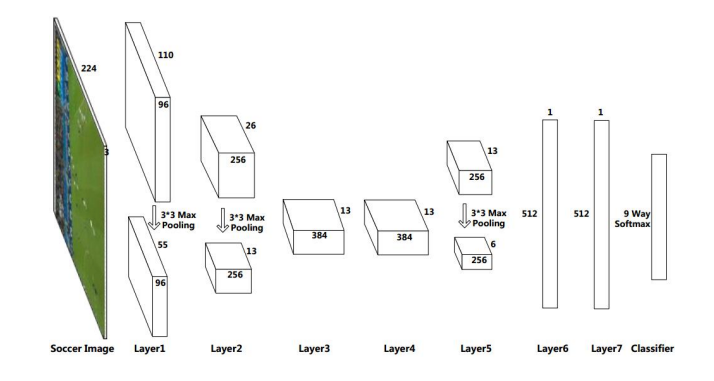 224
3
110
96
3*3 Max
Pooling
55
96
26
256
3*3 Max
Pooling
13
256
13
384
13
384
13
256
3*3 Max
Pooling
6
256
1
512
1
512
9 Way
Softmax
Soccer Image Layer1 Layer2 Layer3 Layer4 Layer5 Layer6 Layer7 Classifier